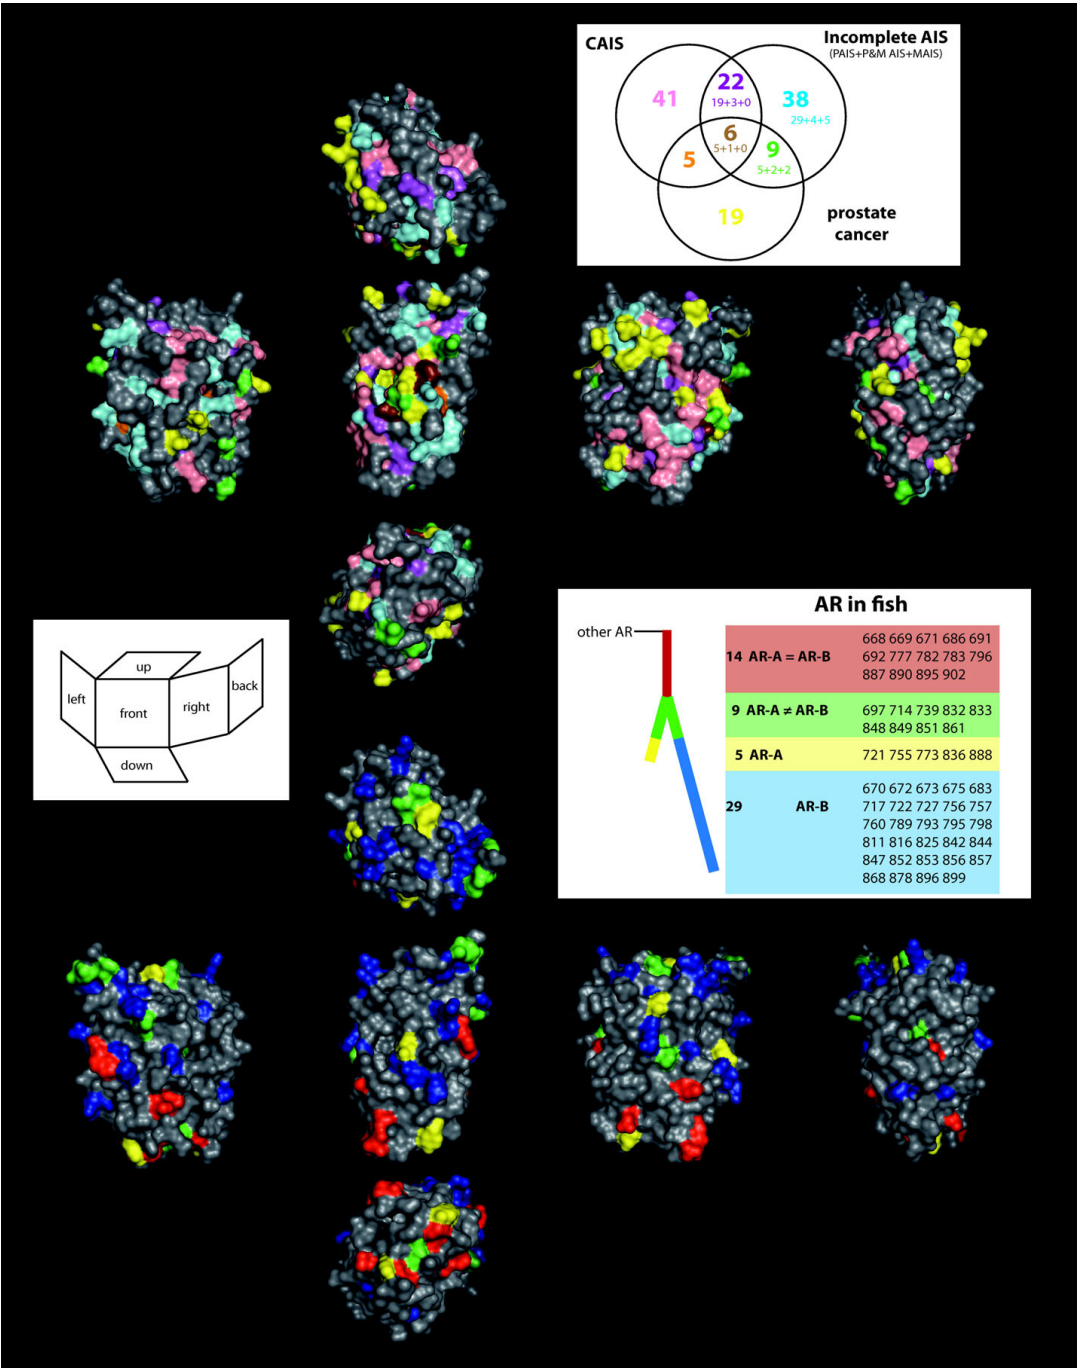 CAIS
Incomplete AIS
(PAIS+P&M AIS+MAIS)
41
22
19+3+0
38
29+4+5
6
5+1+0
5
9
5+2+2
19
prostate
cancer
up
left
front
right
back
down
AR in fish
other AR
14 AR-A = AR-B
668 669 671 686 691
692 777 782 783 796
887 890 895 902
9 AR-A ≠ AR-B
697 714 739 832 833
848 849 851 861
5 AR-A
721 755 773 836 888
29 AR-B
670 672 673 675 683
717 722 727 756 757
760 789 793 795 798
811 816 825 842 844
847 852 853 856 857
868 878 896 899